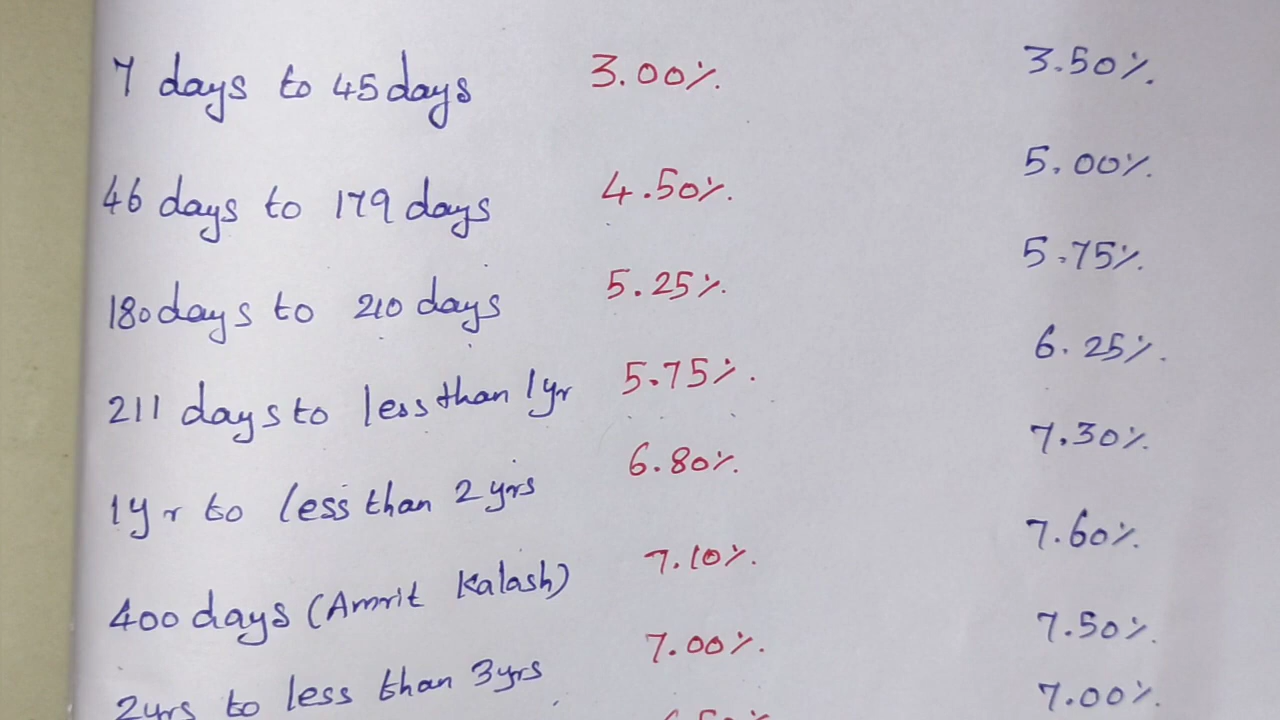 7 days to 45 days 3.00% 3.50%
46 days to 179 days 4.50% 5.00%
180 days to 210 days 5.25% 5.75%
211 days to less than 1yr 5.75% 6.25%
1yr to less than 2yrs 6.80% 7.30%
400 days (Amrit Kalash) 7.10% 7.60%
2yrs to less than 3yrs 7.00% 7.50%
7.00%